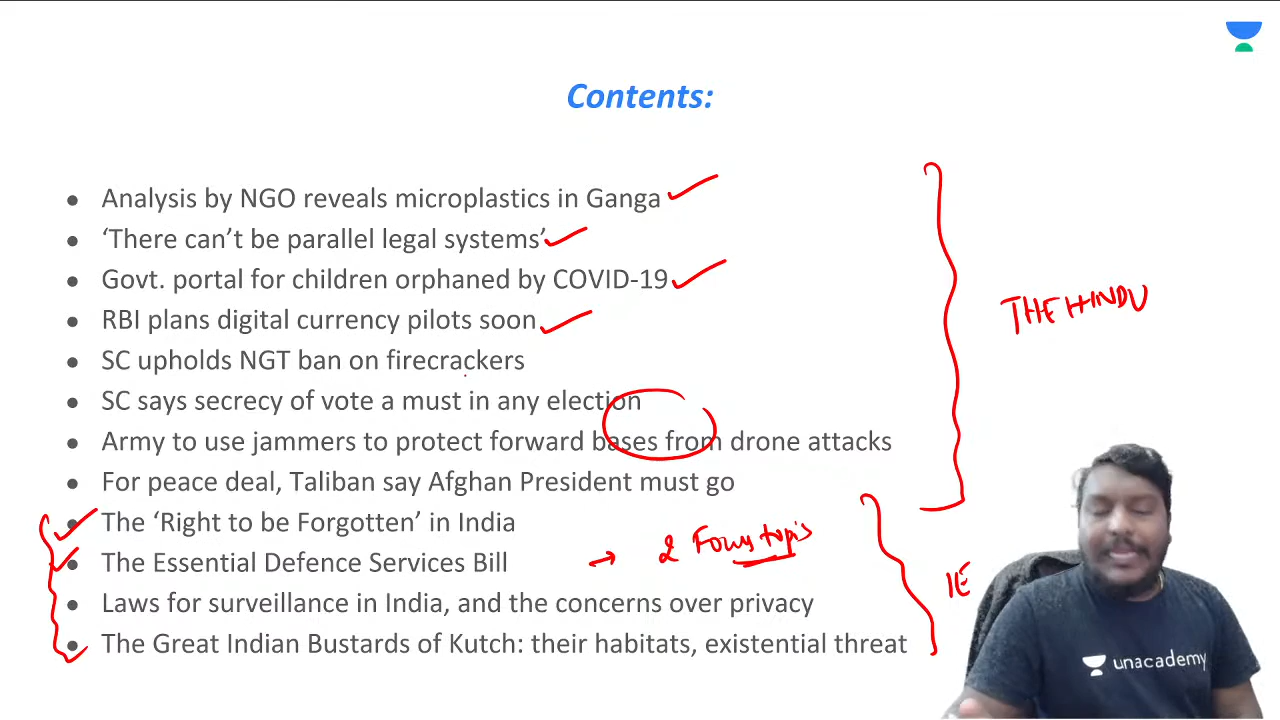 Contents:
• Analysis by NGO reveals microplastics in Ganga
• ‘There can’t be parallel legal systems’
• Govt. portal for children orphaned by COVID-19
• RBI plans digital currency pilots soon
• SC upholds NGT ban on firecrackers
• SC says secrecy of vote a must in any election
• Army to use jammers to protect forward bases from drone attacks
• For peace deal, Taliban say Afghan President must go
• The ‘Right to be Forgotten’ in India
• The Essential Defence Services Bill
• Laws for surveillance in India, and the concerns over privacy
• The Great Indian Bustards of Kutch: their habitats, existential threat
THE HINDU
→ 2 Focus topics
IE
unacademy